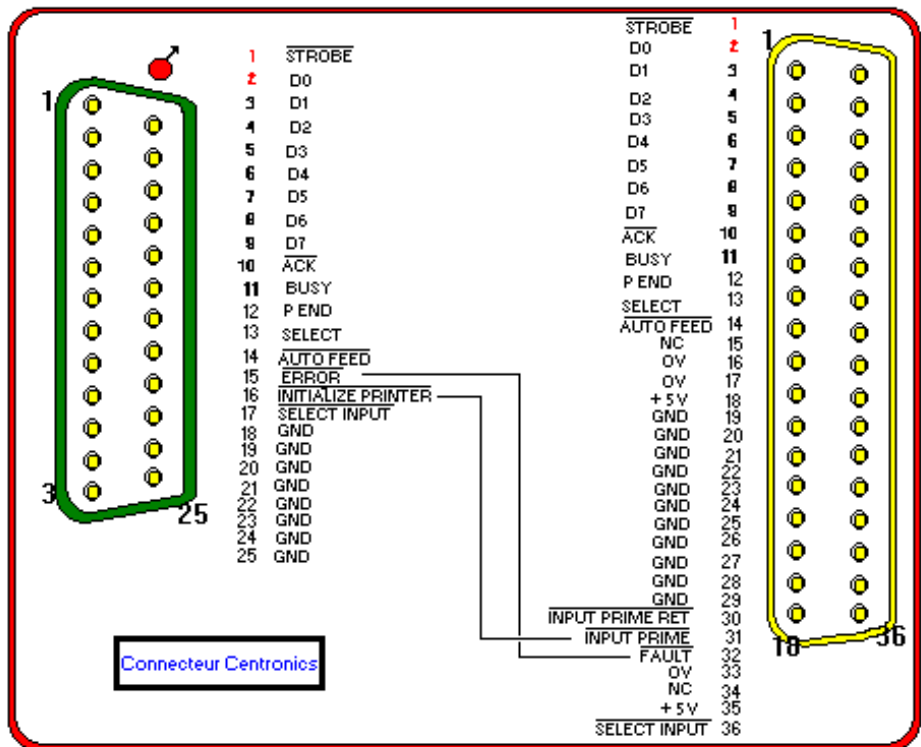 1
3
25
1 STROBE
2 D0
3 D1
4 D2
5 D3
6 D4
7 D5
8 D6
9 D7
10 ACK
11 BUSY
12 P END
13 SELECT
14 AUTO FEED
15 ERROR
16 INITIALIZE PRINTER
17 SELECT INPUT
18 GND
19 GND
20 GND
21 GND
22 GND
23 GND
24 GND
25 GND
Connecteur Centronics
STROBE 1
D0 2
D1 3
D2 4
D3 5
D4 6
D5 7
D6 8
D7 9
ACK 10
BUSY 11
P END 12
SELECT 13
AUTO FEED 14
NC 15
OV 16
OV 17
+5V 18
GND 19
GND 20
GND 21
GND 22
GND 23
GND 24
GND 25
GND 26
GND 27
GND 28
GND 29
INPUT PRIME RET 30
INPUT PRIME 31
FAULT 32
OV 33
NC 34
+5V 35
SELECT INPUT 36
1
18
36